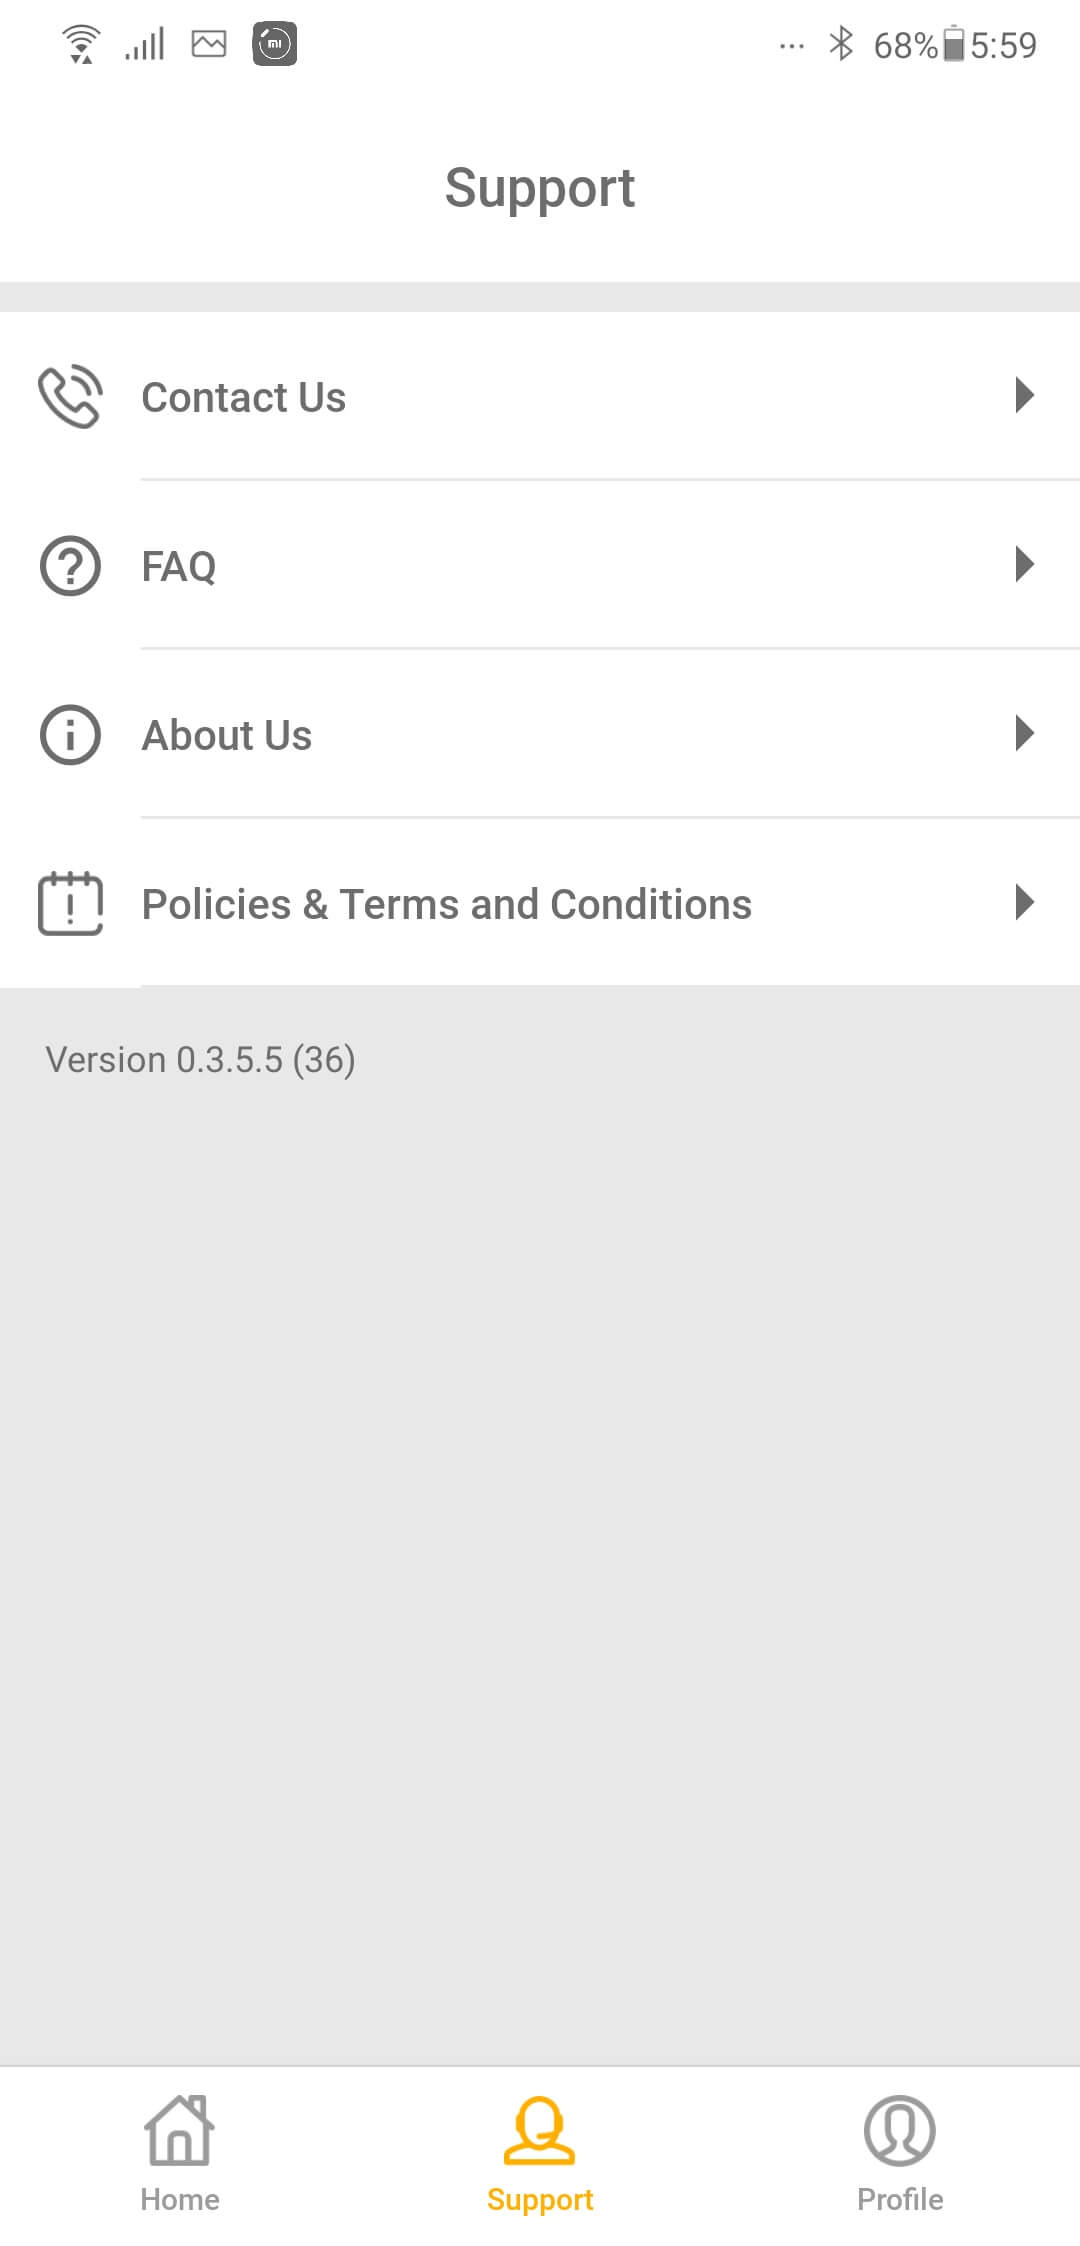 68% 5:59
Support
Contact Us
FAQ
About Us
Policies & Terms and Conditions
Version 0.3.5.5 (36)
Home
Support
Profile